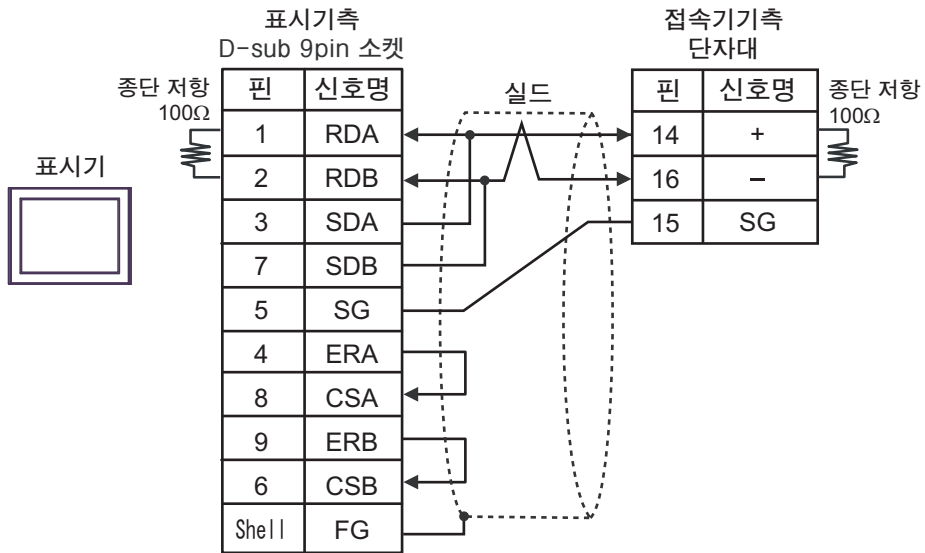 표시기측
D-sub 9pin 소켓
접속기기측
단자대
종단 저항
100Ω
표시기
핀 신호명
1 RDA
2 RDB
3 SDA
7 SDB
5 SG
4 ERA
8 CSA
9 ERB
6 CSB
Shell FG
실드
핀 신호명
14 +
16 –
15 SG
종단 저항
100Ω